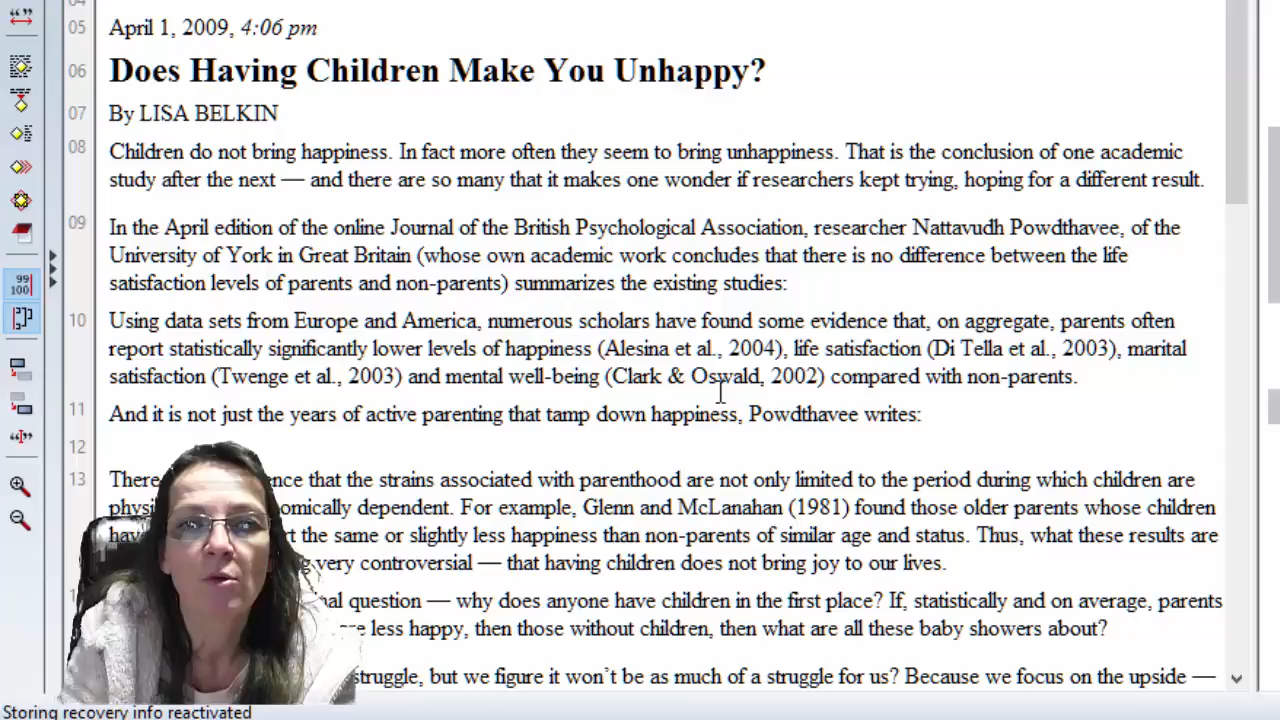 04
05 April 1, 2009, 4:06 pm
06 Does Having Children Make You Unhappy?
07 By LISA BELKIN
08 Children do not bring happiness. In fact more often they seem to bring unhappiness. That is the conclusion of one academic
study after the next — and there are so many that it makes one wonder if researchers kept trying, hoping for a different result.
09 In the April edition of the online Journal of the British Psychological Association, researcher Nattavudh Powdthavee, of the
University of York in Great Britain (whose own academic work concludes that there is no difference between the life
satisfaction levels of parents and non-parents) summarizes the existing studies:
10 Using data sets from Europe and America, numerous scholars have found some evidence that, on aggregate, parents often
report statistically significantly lower levels of happiness (Alesina et al., 2004), life satisfaction (Di Tella et al., 2003), marital
satisfaction (Twenge et al., 2003) and mental well-being (Clark & Oswald, 2002) compared with non-parents.
11 And it is not just the years of active parenting that tamp down happiness, Powdthavee writes:
12
13 There ence that the strains associated with parenthood are not only limited to the period during which children are
physi omically dependent. For example, Glenn and McLanahan (1981) found those older parents whose children
hav rt the same or slightly less happiness than non-parents of similar age and status. Thus, what these results are
g very controversial — that having children does not bring joy to our lives.
nal question — why does anyone have children in the first place? If, statistically and on average, parents
re less happy, then those without children, then what are all these baby showers about?
struggle, but we figure it won't be as much of a struggle for us? Because we focus on the upside —
99
100
Storing recovery info reactivated